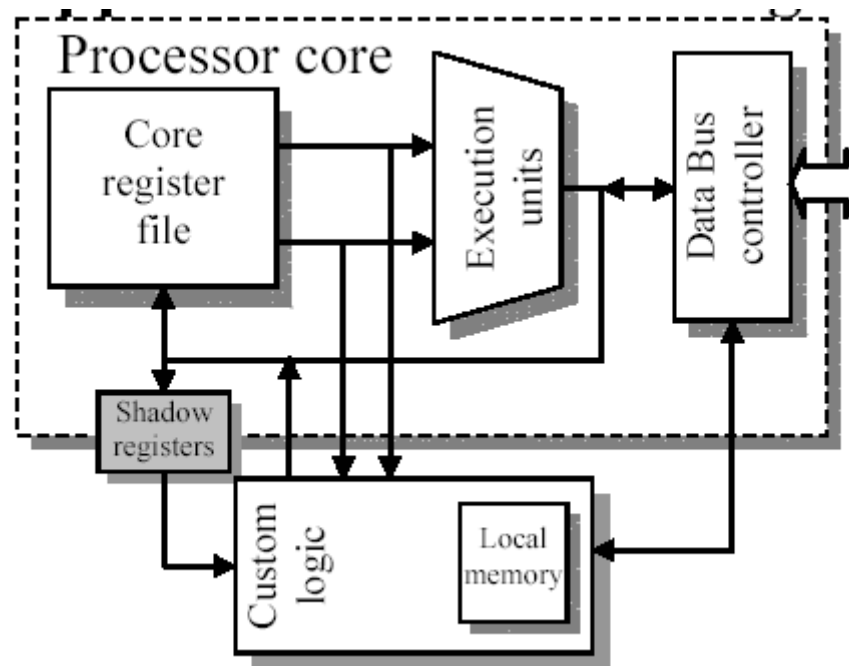 Processor core
Core
register
file
Execution
units
Data Bus
controller
Shadow
registers
Custom
logic
Local
memory